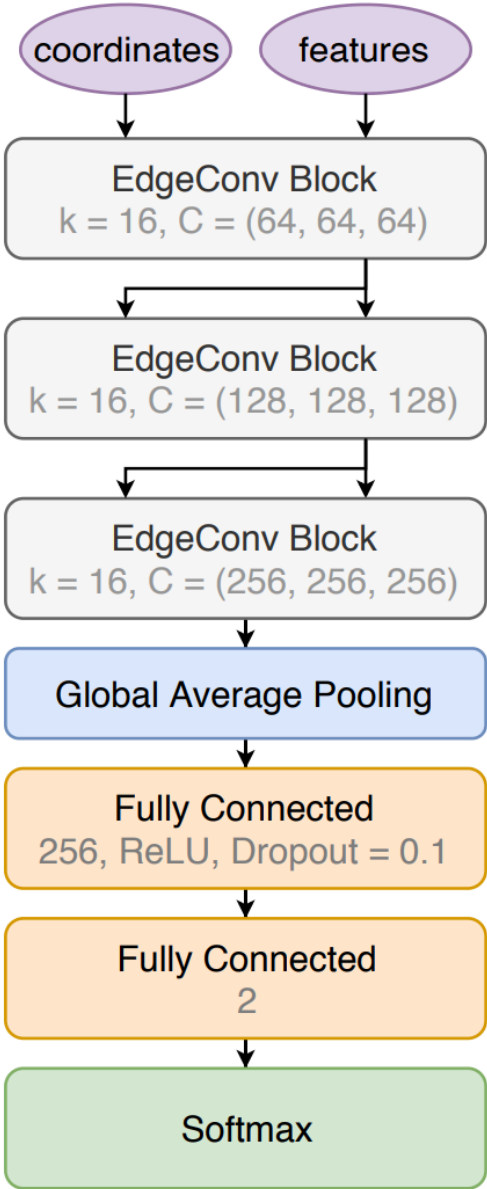 coordinates
features
EdgeConv Block
k = 16, C = (64, 64, 64)
EdgeConv Block
k = 16, C = (128, 128, 128)
EdgeConv Block
k = 16, C = (256, 256, 256)
Global Average Pooling
Fully Connected
256, ReLU, Dropout = 0.1
Fully Connected
2
Softmax